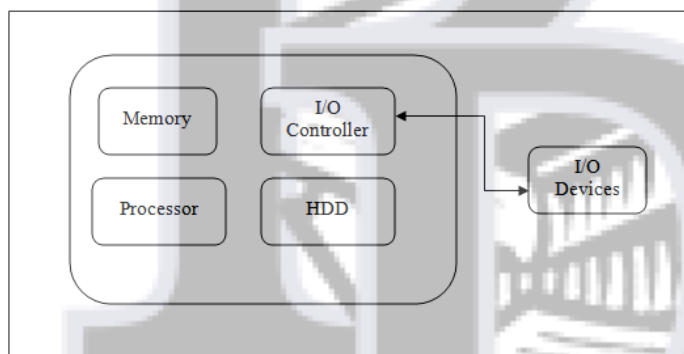 Memory
I/O
Controller
Processor
HDD
I/O
Devices